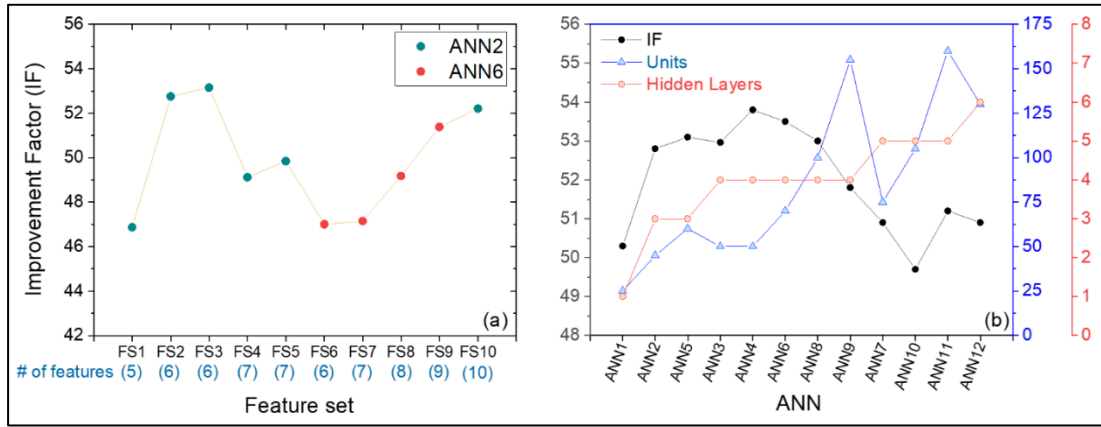 Improvement Factor (IF)
56
54
52
50
48
46
44
42
ANN2
ANN6
(a)
FS1 FS2 FS3 FS4 FS5 FS6 FS7 FS8 FS9 FS10
# of features (5) (6) (6) (7) (7) (6) (7) (8) (9) (10)
Feature set
56
55
54
53
52
51
50
49
48
IF
Units
Hidden Layers
(b)
175
150
125
100
75
50
25
0
8
7
6
5
4
3
2
1
0
ANN1 ANN2 ANN5 ANN3 ANN4 ANN6 ANN8 ANN9 ANN7 ANN10 ANN11 ANN12
ANN